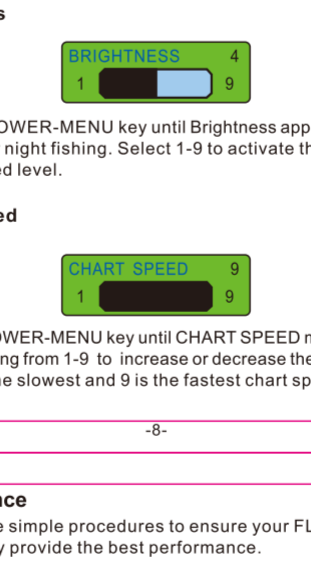 s
BRIGHTNESS 4
1 9
OWER-MENU key until Brightness app
night fishing. Select 1-9 to activate th
ed level.
ed
CHART SPEED 9
1 9
OWER-MENU key until CHART SPEED
ng from 1-9 to increase or decrease the
e slowest and 9 is the fastest chart sp
-8-
nce
e simple procedures to ensure your FL
y provide the best performance.